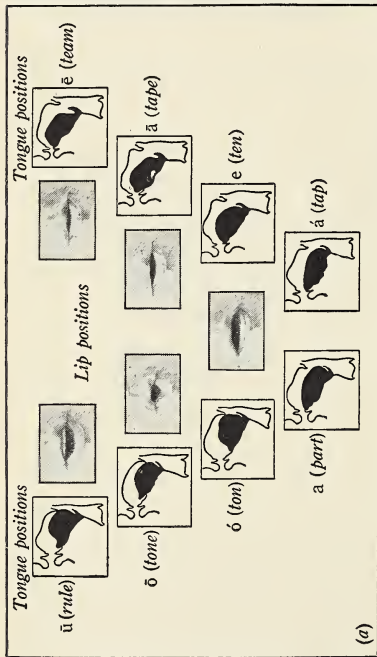 Tongue positions
Tongue positions
Lip positions
ū (rule)
ē (team)
ō (tone)
ā (tape)
ó (ton)
e (ten)
a (part)
á (tap)
(a)